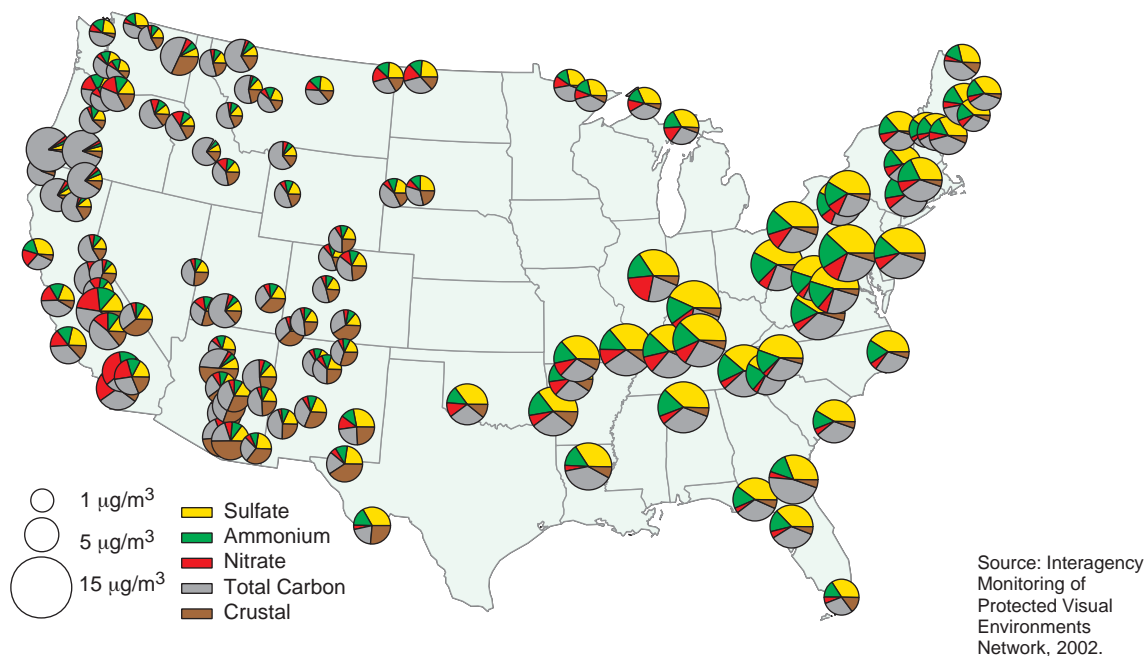 1 μg/m³
5 μg/m³
15 μg/m³
Sulfate
Ammonium
Nitrate
Total Carbon
Crustal
Source: Interagency
Monitoring of
Protected Visual
Environments
Network, 2002.